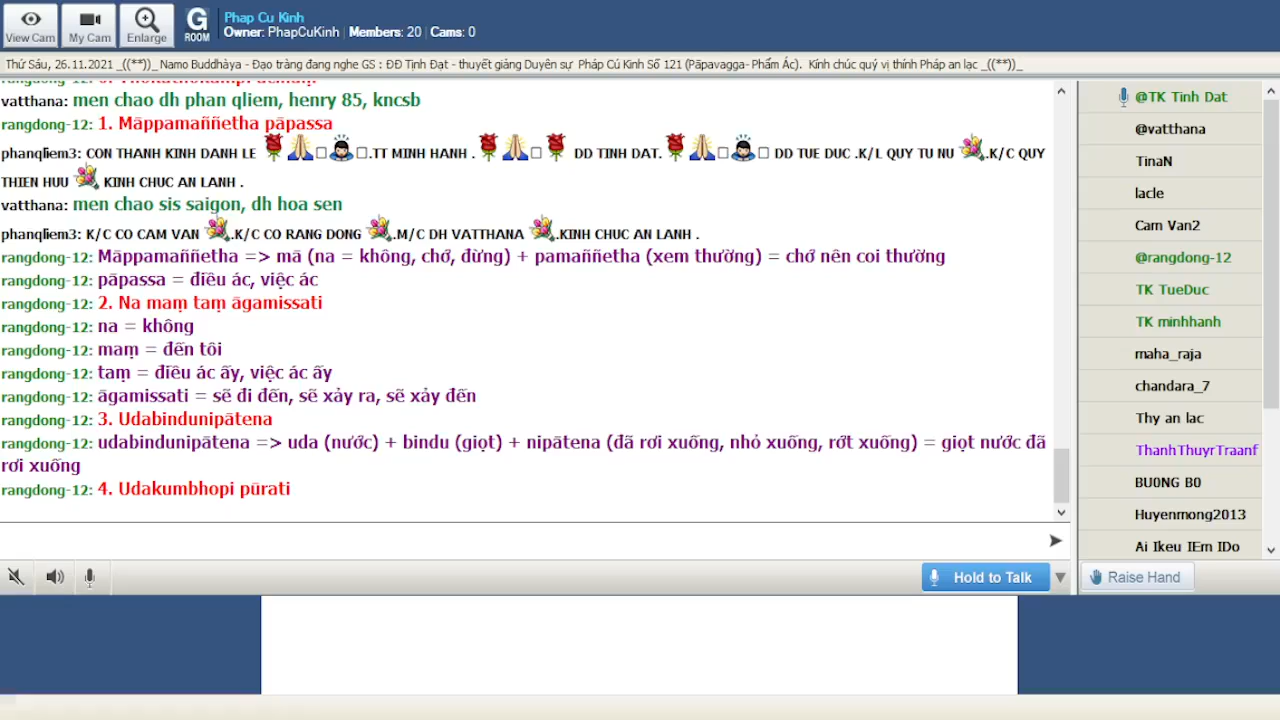 Phap Cu Kinh
Owner: PhapCuKinh | Members: 20 | Cams: 0
View Cam
My Cam
Enlarge
G
ROOM
Thứ Sáu, 26.11.2021 _((**))_ Namo Buddhàya - Đạo tràng đang nghe GS : ĐĐ Tịnh Đạt - thuyết giảng Duyên sự Pháp Cú Kinh Số 121 (Pāpavagga- Phẩm Ác). Kính chúc quý vị thính Pháp an lạc _((**))_
vatthana: men chao dh phan qliem, henry 85, kncsb
rangdong-12: 1. Māppamaññetha pāpassa
phanqliem3: CON THANH KINH DANH LE .TT MINH HANH . DD TINH DAT. DD TUE DUC .K/L QUY TU NU .K/C QUY
THIEN HUU KINH CHUC AN LANH .
vatthana: men chao sis saigon, dh hoa sen
phanqliem3: K/C CO CAM VAN .K/C CO RANG DONG .M/C DH VATTHANA .KINH CHUC AN LANH .
rangdong-12: Māppamaññetha => mā (na = không, chớ, đừng) + pamaññetha (xem thường) = chớ nên coi thường
rangdong-12: pāpassa = điều ác, việc ác
rangdong-12: 2. Na maṃ taṃ āgamissati
rangdong-12: na = không
rangdong-12: maṃ = đến tôi
rangdong-12: taṃ = điều ác ấy, việc ác ấy
rangdong-12: āgamissati = sẽ đi đến, sẽ xảy ra, sẽ xảy đến
rangdong-12: 3. Udabindunipātena
rangdong-12: udabindunipātena => uda (nước) + bindu (giọt) + nipātena (đã rơi xuống, nhỏ xuống, rớt xuống) = giọt nước đã
rơi xuống
rangdong-12: 4. Udakumbhopi pūrati
@TK Tinh Dat
@vatthana
TinaN
lacle
Cam Van2
@rangdong-12
TK TueDuc
TK minhhanh
maha_raja
chandara_7
Thy an lac
ThanhThuyrTraanf
BU0NG B0
Huyenmong2013
Ai Ikeu IEm IDo
Hold to Talk
Raise Hand